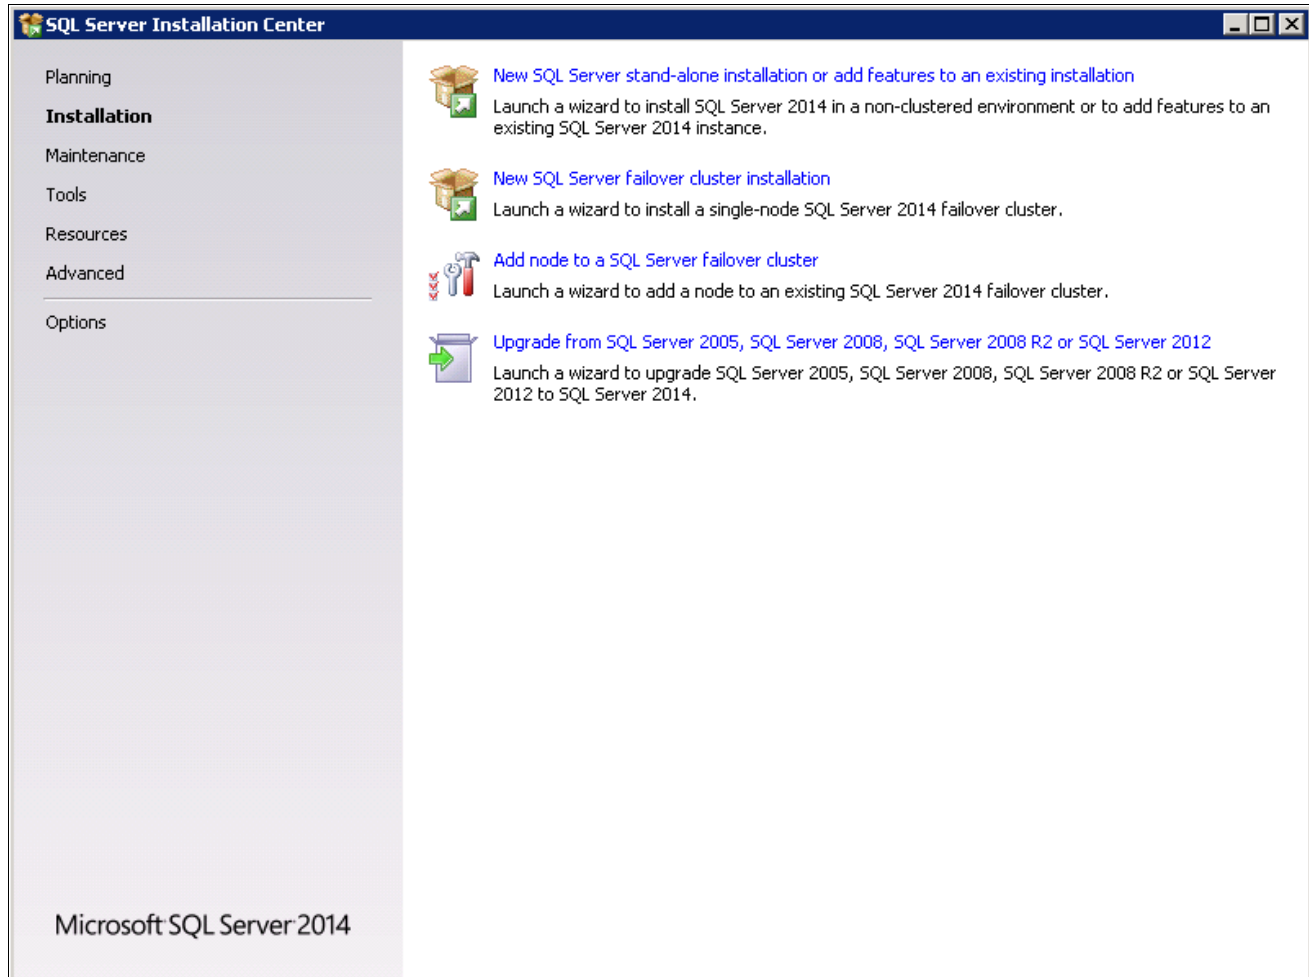 SQL Server Installation Center
Planning
Installation
Maintenance
Tools
Resources
Advanced
Options
New SQL Server stand-alone installation or add features to an existing installation
Launch a wizard to install SQL Server 2014 in a non-clustered environment or to add features to an
existing SQL Server 2014 instance.
New SQL Server failover cluster installation
Launch a wizard to install a single-node SQL Server 2014 failover cluster.
Add node to a SQL Server failover cluster
Launch a wizard to add a node to an existing SQL Server 2014 failover cluster.
Upgrade from SQL Server 2005, SQL Server 2008, SQL Server 2008 R2 or SQL Server 2012
Launch a wizard to upgrade SQL Server 2005, SQL Server 2008, SQL Server 2008 R2 or SQL Server
2012 to SQL Server 2014.
Microsoft SQL Server 2014